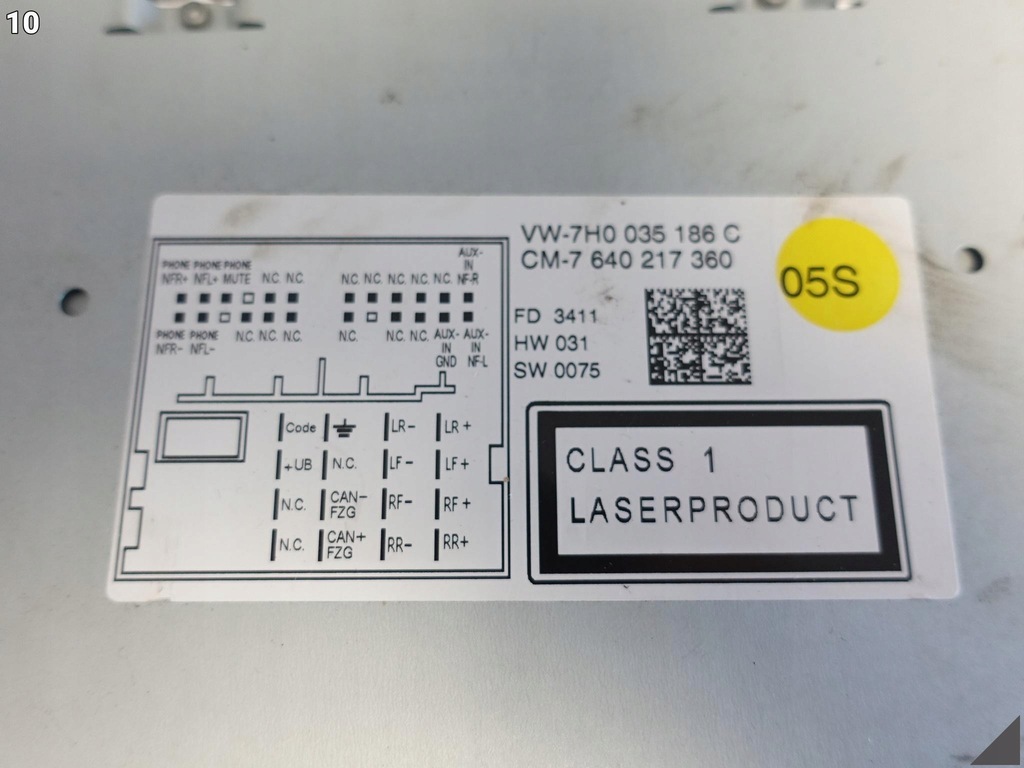 10
VW-7H0 035 186 C
CM-7 640 217 360
05S
FD 3411
HW 031
SW 0075
CLASS 1
LASERPRODUCT
PHONE NFR+ PHONE NFL+ PHONE MUTE N.C. N.C. N.C. N.C. N.C. N.C. N.C. AUX-IN NF-R
PHONE NFR- PHONE NFL- N.C. N.C. N.C. N.C. N.C. N.C. AUX-IN GND AUX-IN NF-L
Code LR- LR+
+UB N.C. LF- LF+
N.C. CAN- FZG RF- RF+
N.C. CAN+ FZG RR- RR+